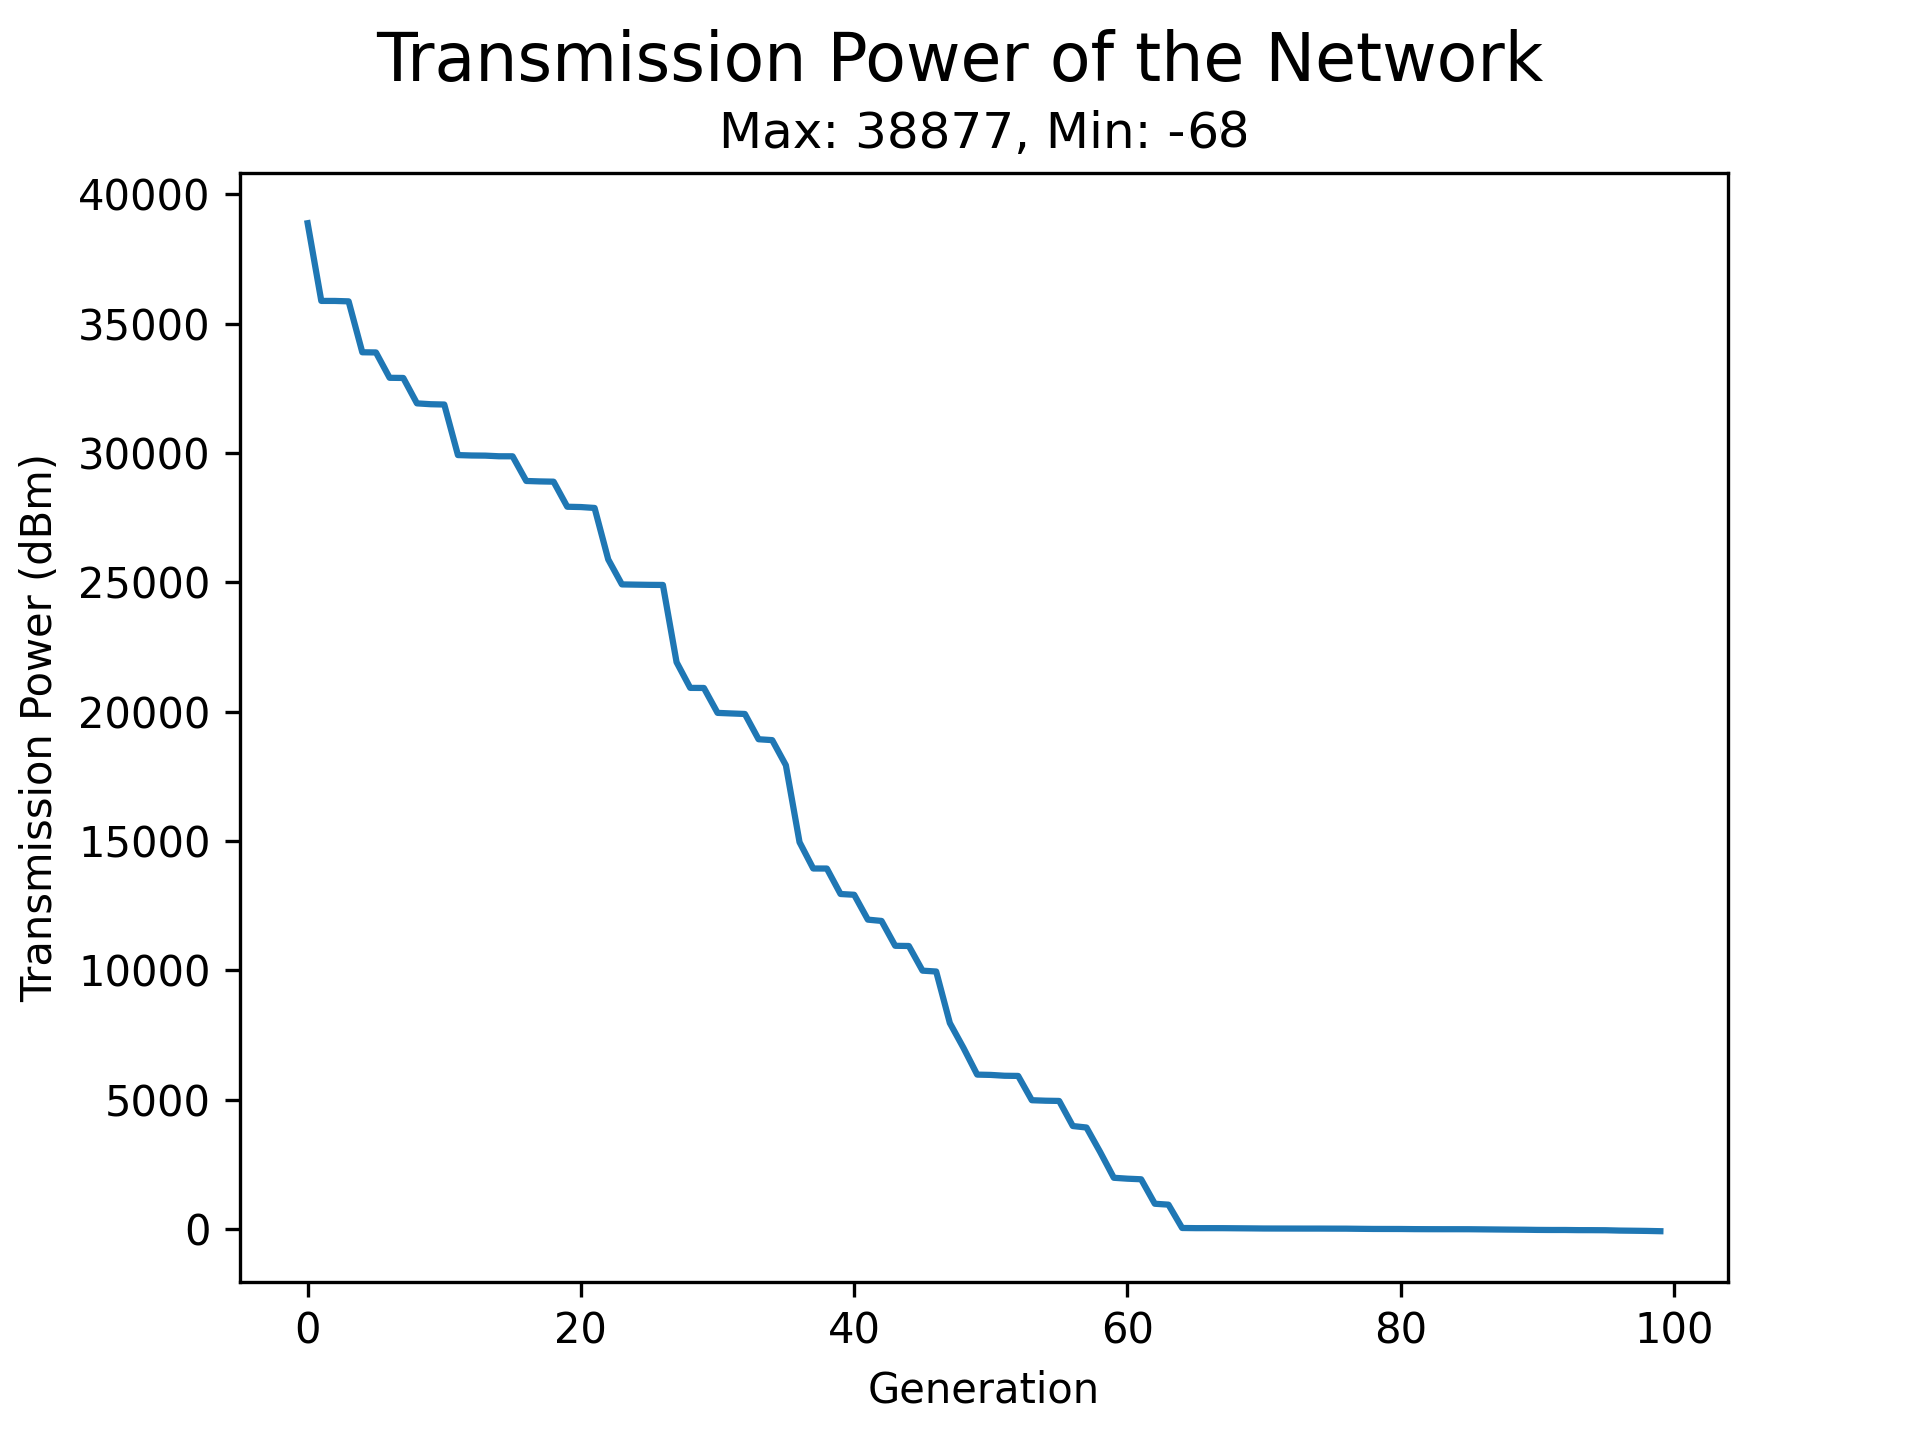 Transmission Power of the Network
Max: 38877, Min: -68
40000
35000
30000
25000
20000
15000
10000
5000
0
Transmission Power (dBm)
0 20 40 60 80 100
Generation